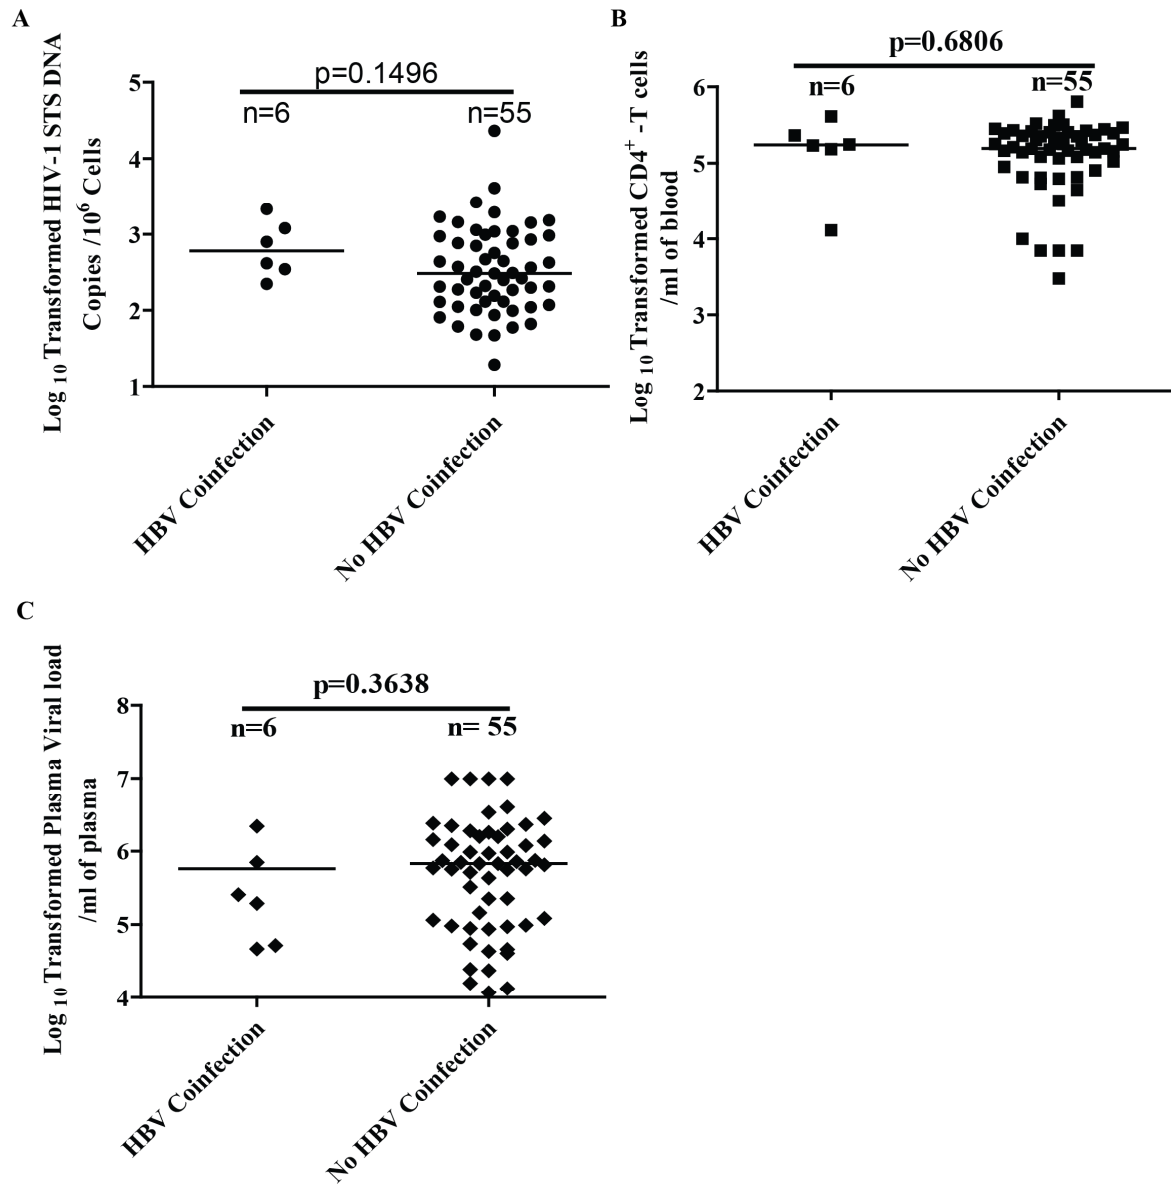 A
p=0.1496
n=6
n=55
5
4
3
2
1
Log 10 Transformed HIV-1 STS DNA
Copies /10^6 Cells
HBV Coinfection
No HBV Coinfection
B
p=0.6806
n=6
n=55
6
5
4
3
2
Log 10 Transformed CD4+ -T cells
/ml of blood
HBV Coinfection
No HBV Coinfection
C
p=0.3638
n=6
n= 55
8
7
6
5
4
Log 10 Transformed Plasma Viral load
/ml of plasma
HBV Coinfection
No HBV Coinfection